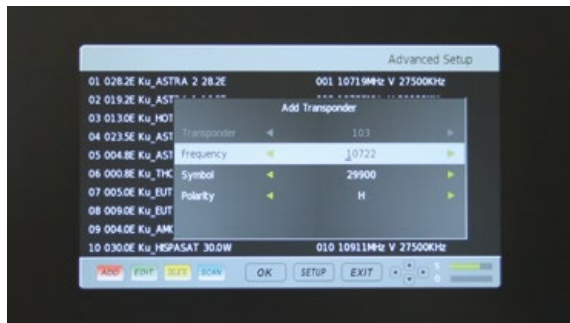 Advanced Setup
01 028.2E Ku_ASTRA 2 28.2E 001 10719MHz V 27500KHz
02 019.2E Ku_AST
Add Transponder
03 013.0E Ku_HOT
Transponder 103
04 023.5E Ku_AST
Frequency 10722
05 004.8E Ku_AST
06 000.8E Ku_THC
Symbol 29900
07 005.0E Ku_EUT
Polarity H
08 009.0E Ku_EUT
09 004.0E Ku_AMK
10 030.0E Ku_HISPASAT 30.0W 010 10911MHz V 27500KHz
ADD EDIT SCAN OK SETUP EXIT S
Q